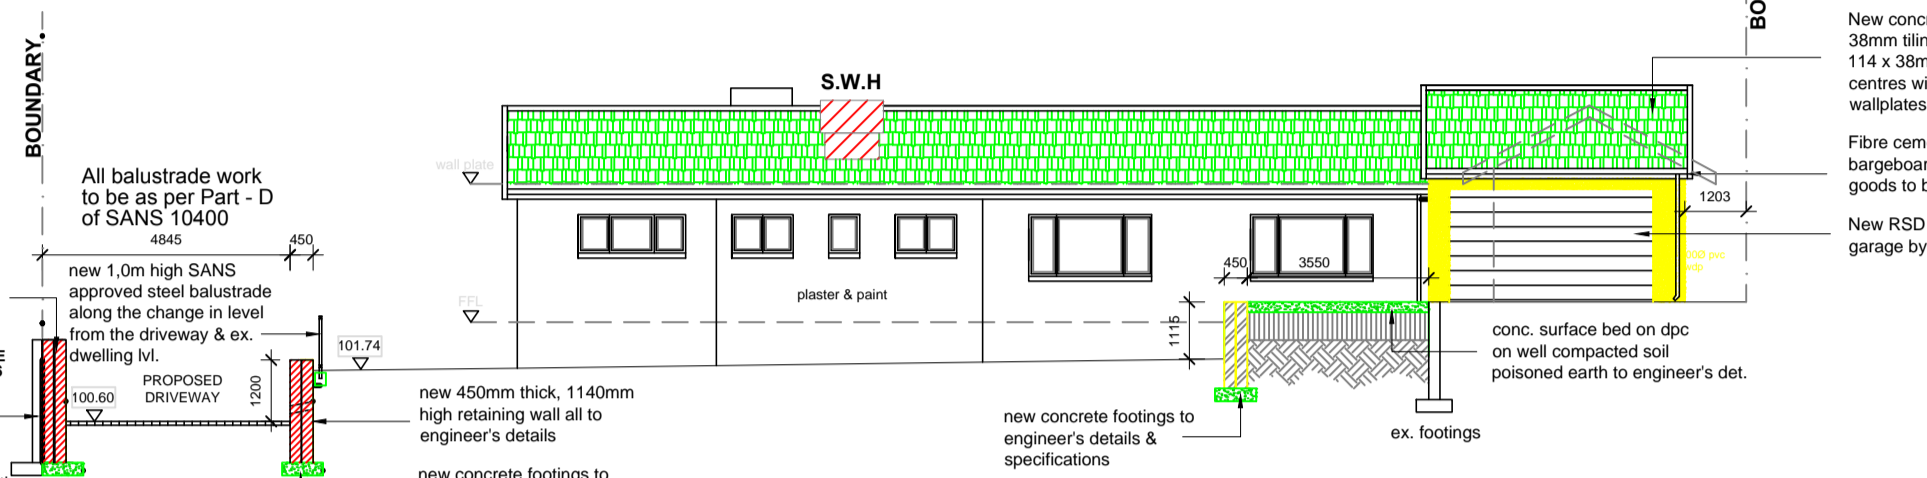 BOUNDARY
All balustrade work
to be as per Part - D
of SANS 10400
4845
450
new 1,0m high SANS
approved steel balustrade
along the change in level
from the driveway & ex.
dwelling lvl.
PROPOSED
DRIVEWAY
100.60
1200
101.74
new 450mm thick, 1140mm
high retaining wall all to
engineer's details
new concrete footings to
wall plate
FFL
S.W.H
plaster & paint
450
3550
1115
new concrete footings to
engineer's details &
specifications
ex. footings
conc. surface bed on dpc
on well compacted soil
poisoned earth to engineer's det.
1203
BO
New conc
38mm tilin
114 x 38m
centres wi
wallplates
Fibre cem
bargeboar
goods to b
New RSD
garage by